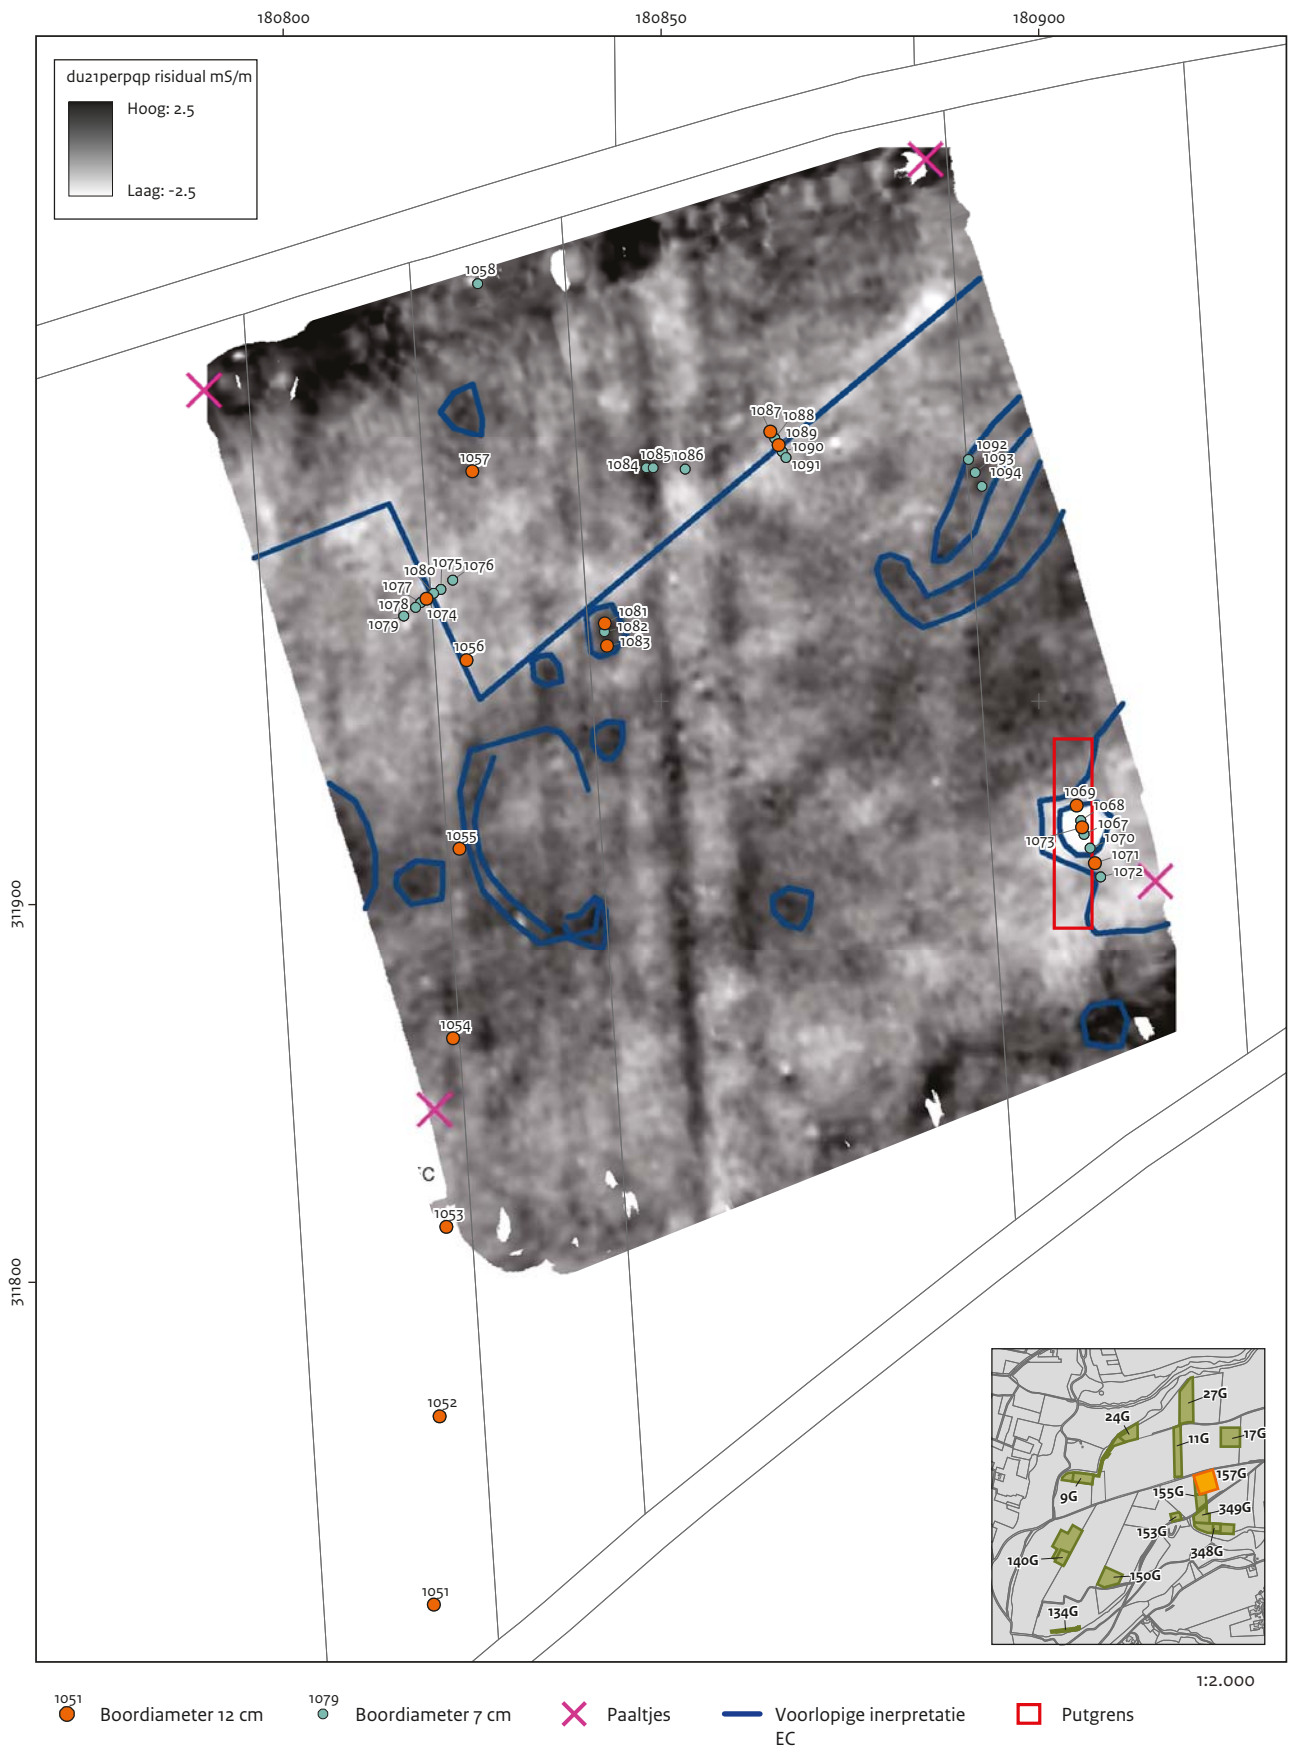 180800
180850
180900
du21perpqp risidual mS/m
Hoog: 2.5
Laag: -2.5
1058
1087
1088
1089
1090
1091
1057
1084
1085
1086
1092
1093
1094
1075
1076
1080
1077
1078
1079
1074
1081
1082
1083
1056
1069
1068
1067
1073
1070
1071
1072
1055
311900
1054
C
1053
311800
1052
1051
27G
24G
11G
17G
157G
9G
155G
349G
153G
348G
140G
150G
134G
1:2.000
1051
Boordiameter 12 cm
1079
Boordiameter 7 cm
Paaltjes
Voorlopige inerpretatie
EC
Putgrens